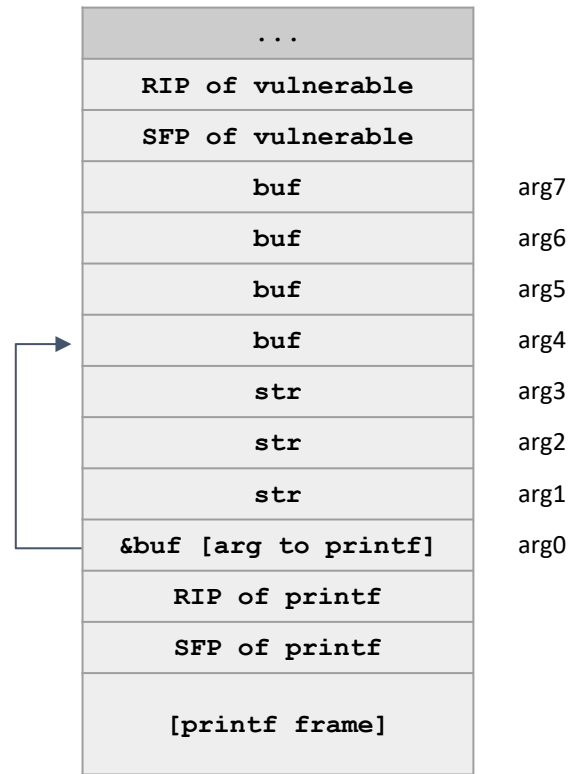 ...
RIP of vulnerable
SFP of vulnerable
buf arg7
buf arg6
buf arg5
buf arg4
str arg3
str arg2
str arg1
&buf [arg to printf] arg0
RIP of printf
SFP of printf
[printf frame]